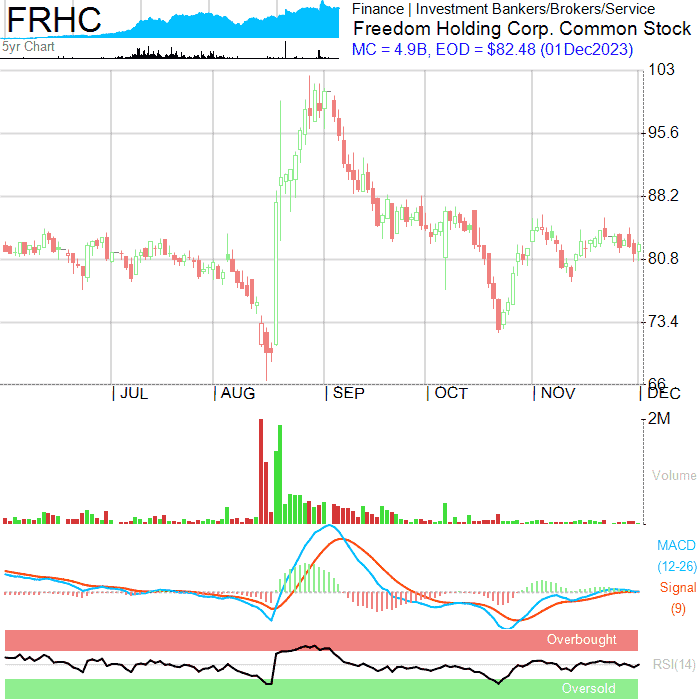 FRHC
5yr Chart
Finance | Investment Bankers/Brokers/Service
Freedom Holding Corp. Common Stock
MC = 4.9B, EOD = $82.48 (01Dec2023)
103
95.6
88.2
80.8
73.4
66
JUL
AUG
SEP
OCT
NOV
DEC
2M
Volume
MACD
(12-26)
Signal
(9)
Overbought
RSI(14)
Oversold